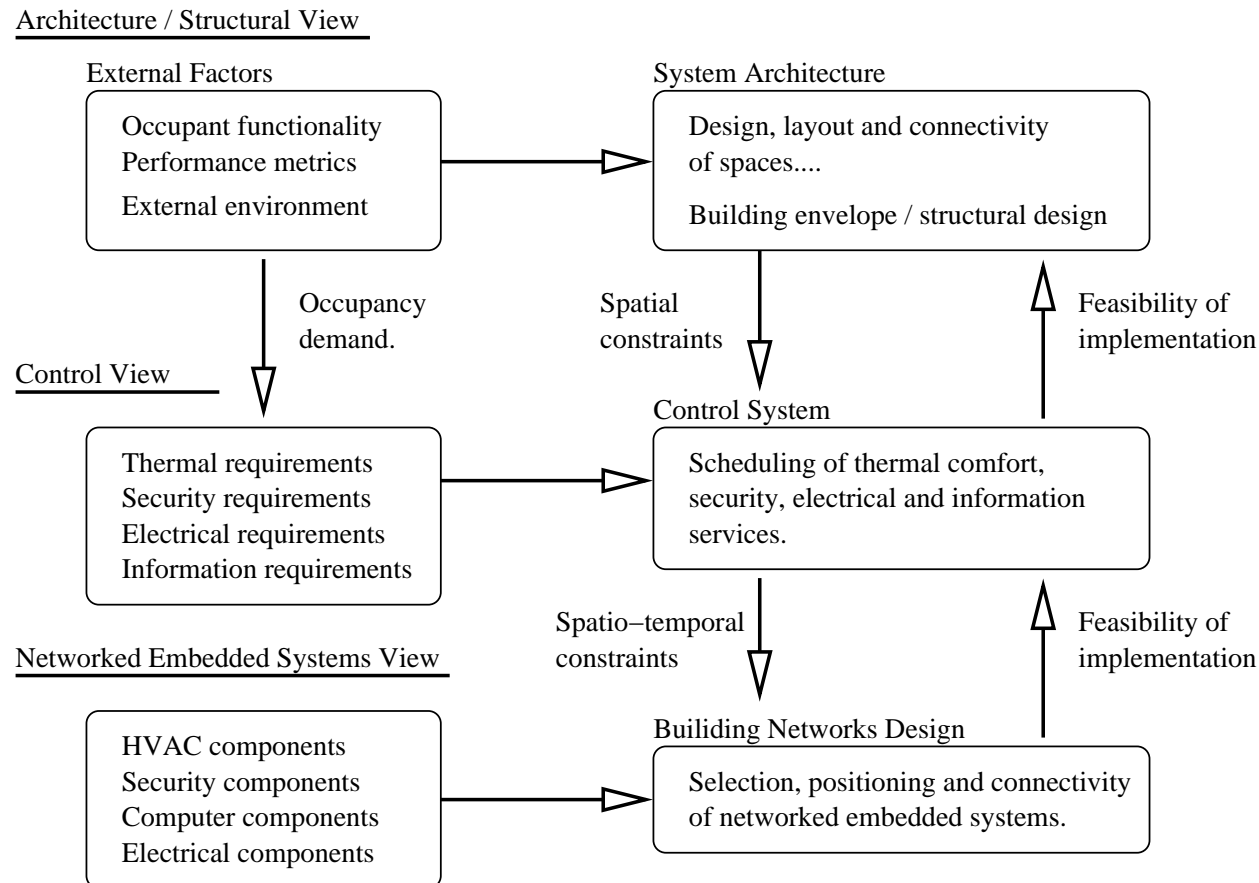 Architecture / Structural View
External Factors
Occupant functionality
Performance metrics
External environment
System Architecture
Design, layout and connectivity
of spaces....
Building envelope / structural design
Occupancy
demand.
Spatial
constraints
Feasibility of
implementation
Control View
Thermal requirements
Security requirements
Electrical requirements
Information requirements
Control System
Scheduling of thermal comfort,
security, electrical and information
services.
Spatio−temporal
constraints
Feasibility of
implementation
Networked Embedded Systems View
HVAC components
Security components
Computer components
Electrical components
Builiding Networks Design
Selection, positioning and connectivity
of networked embedded systems.